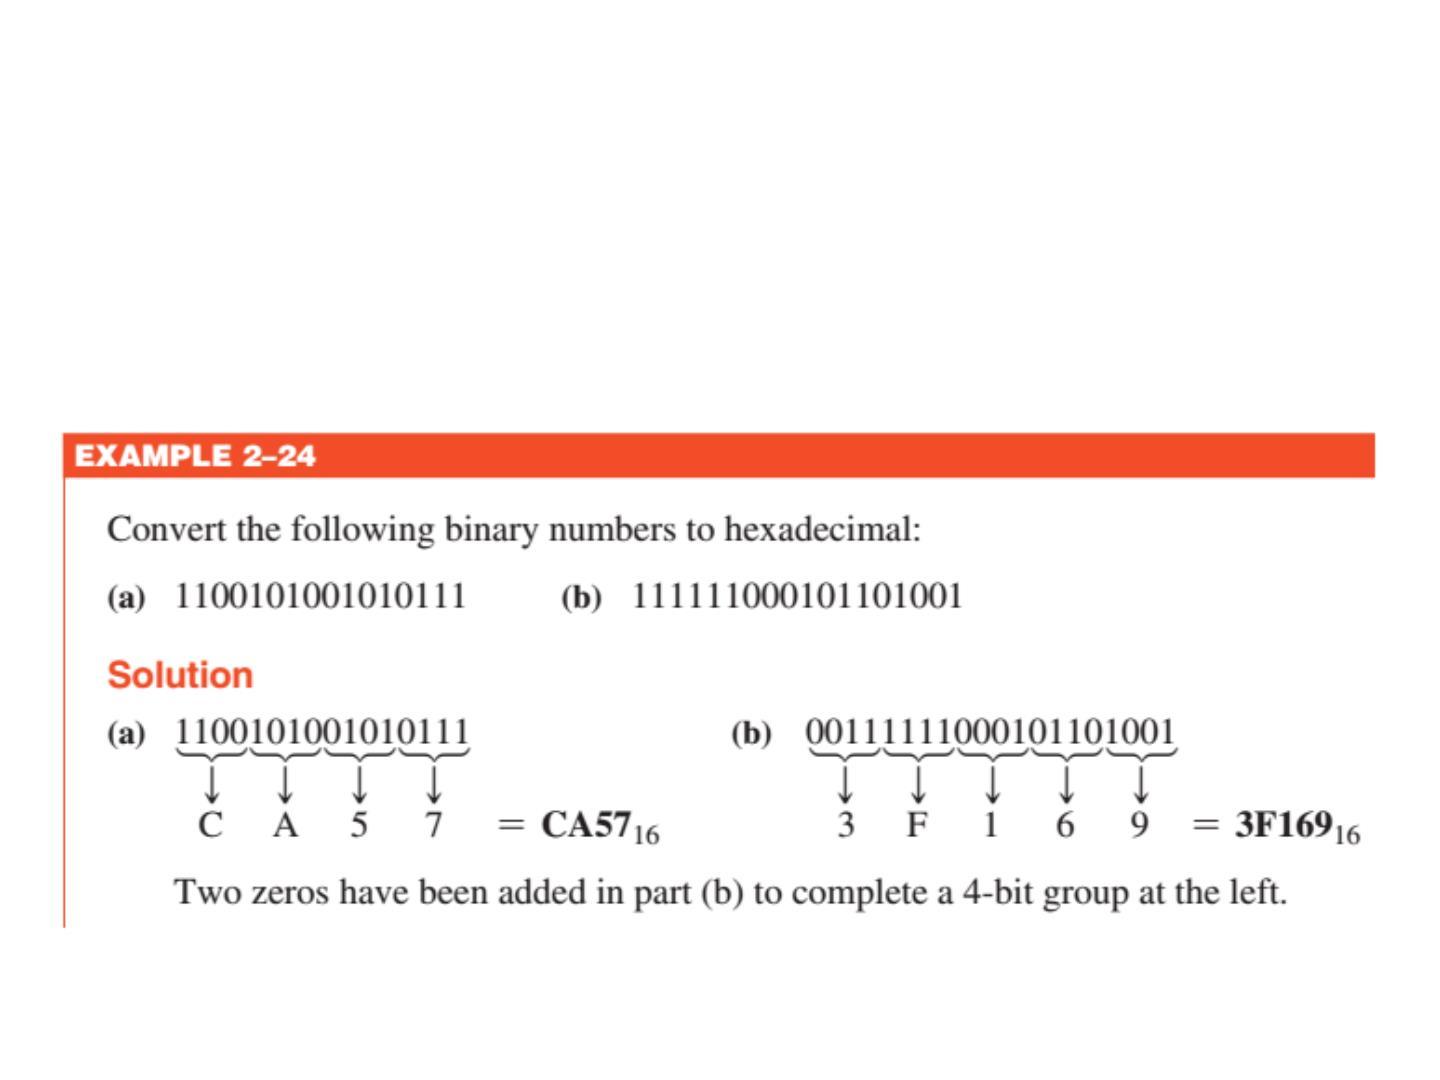 EXAMPLE 2–24
Convert the following binary numbers to hexadecimal:
(a) 1100101001010111 (b) 111111000101101001
Solution
(a) 1100101001010111 (b) 00111111000101101001
C A 5 7 = CA57₁₆ 3 F 1 6 9 = 3F169₁₆
Two zeros have been added in part (b) to complete a 4-bit group at the left.